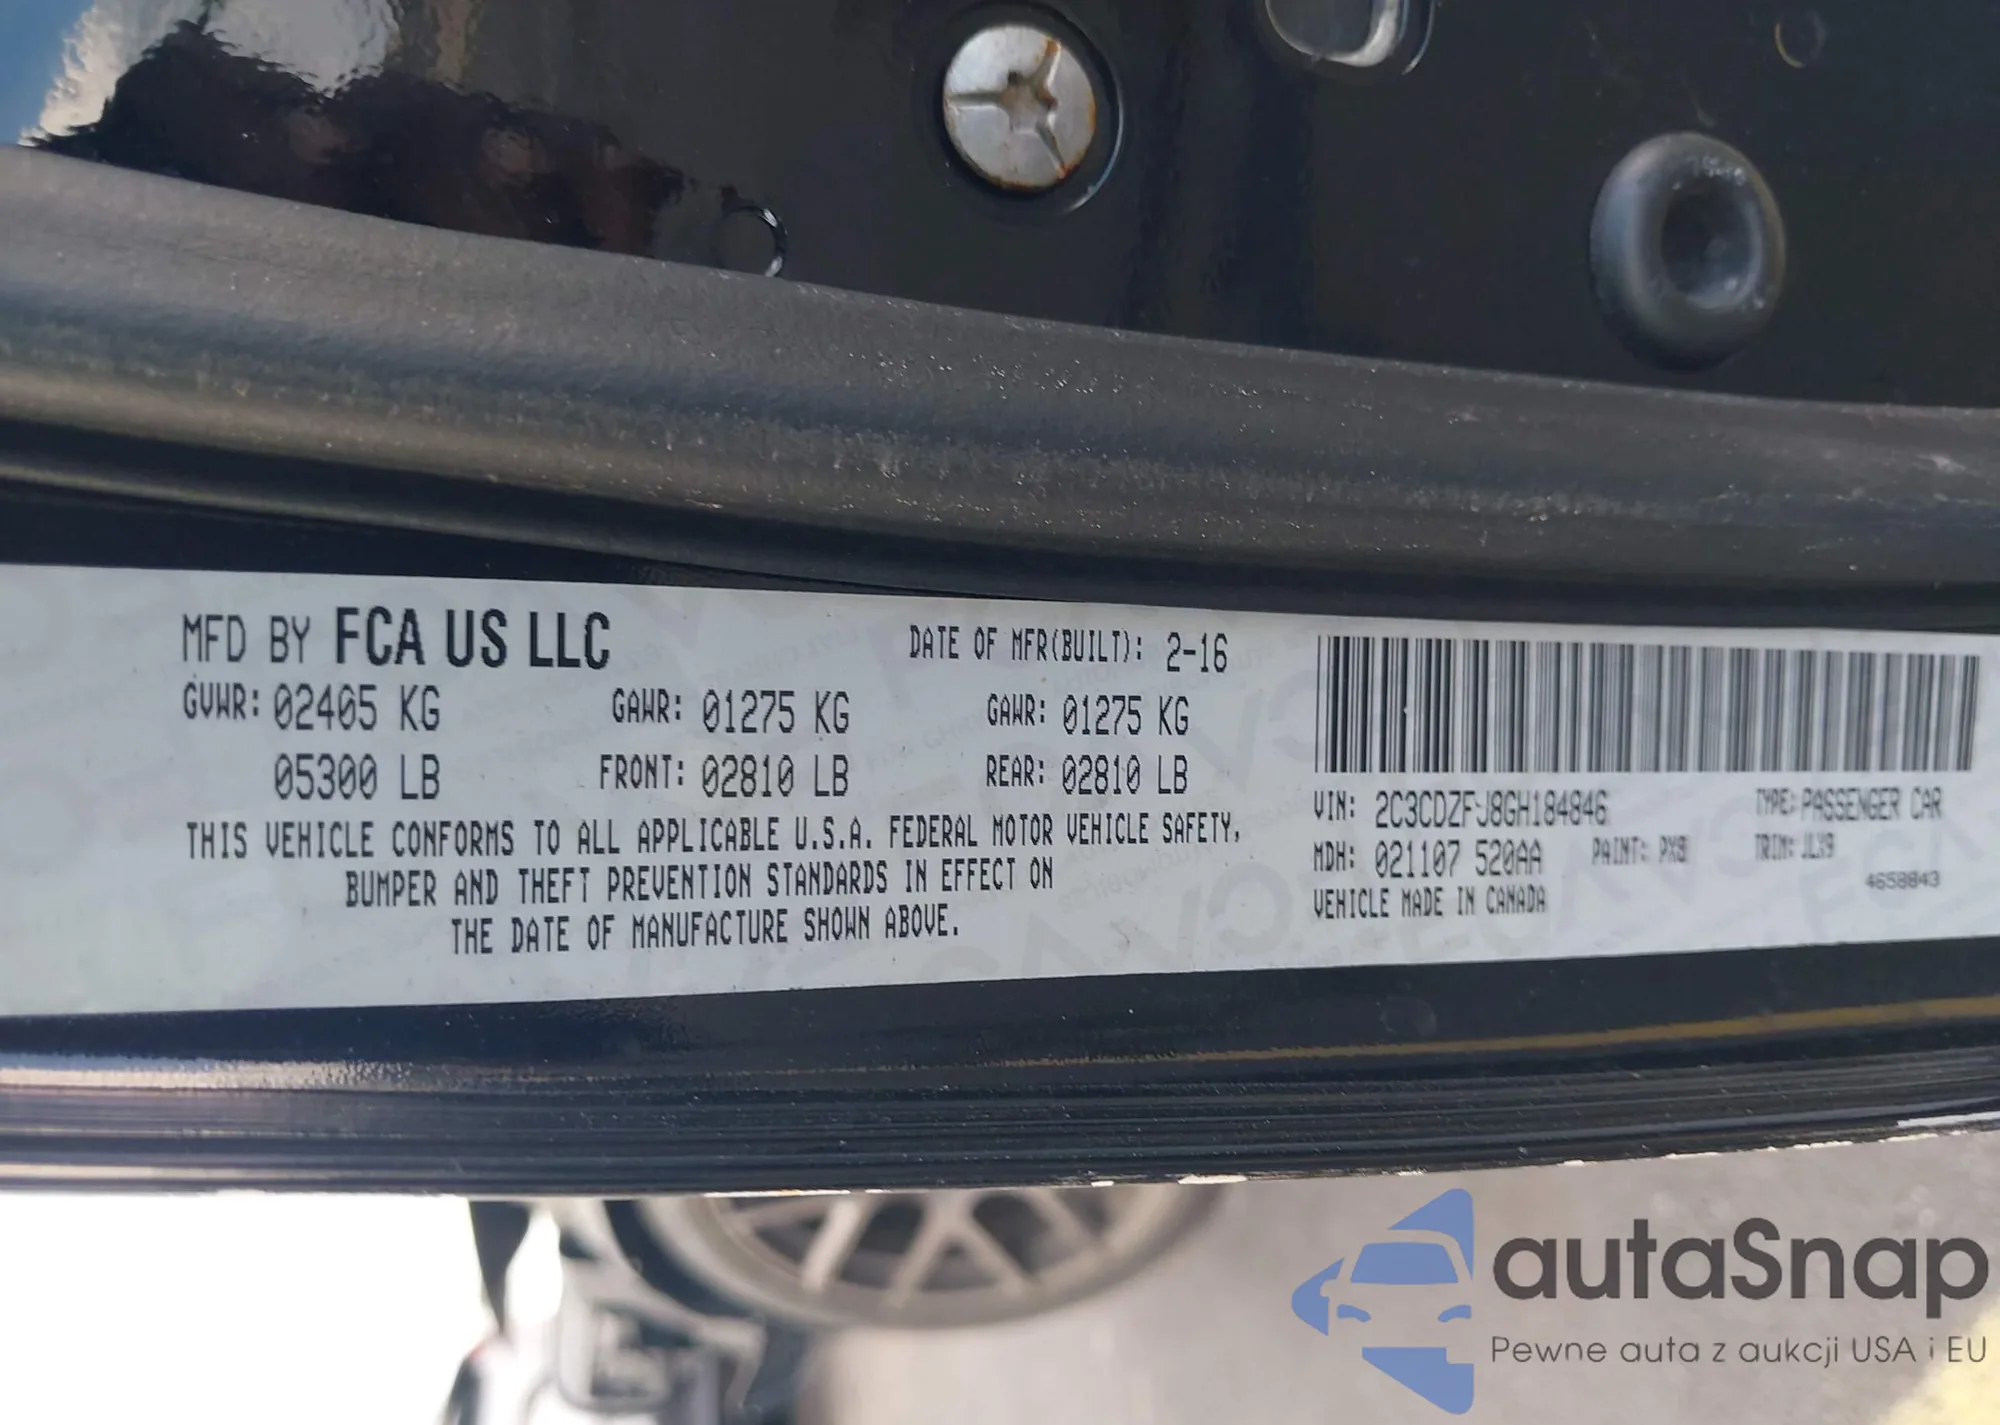 MFD BY FCA US LLC DATE OF MFR(BUILT): 2-16
GVWR: 02405 KG GAWR: 01275 KG GAWR: 01275 KG
05300 LB FRONT: 02810 LB REAR: 02810 LB
THIS VEHICLE CONFORMS TO ALL APPLICABLE U.S.A. FEDERAL MOTOR VEHICLE SAFETY,
BUMPER AND THEFT PREVENTION STANDARDS IN EFFECT ON
THE DATE OF MANUFACTURE SHOWN ABOVE.
VIN: 2C3CDZFJ8GH184846 TYPE: PASSENGER CAR
MDH: 021107 520AA PAINT: PX8 TRIM:
VEHICLE MADE IN CANADA 4658843
autaSnap
Pewne auta z aukcji USA i EU